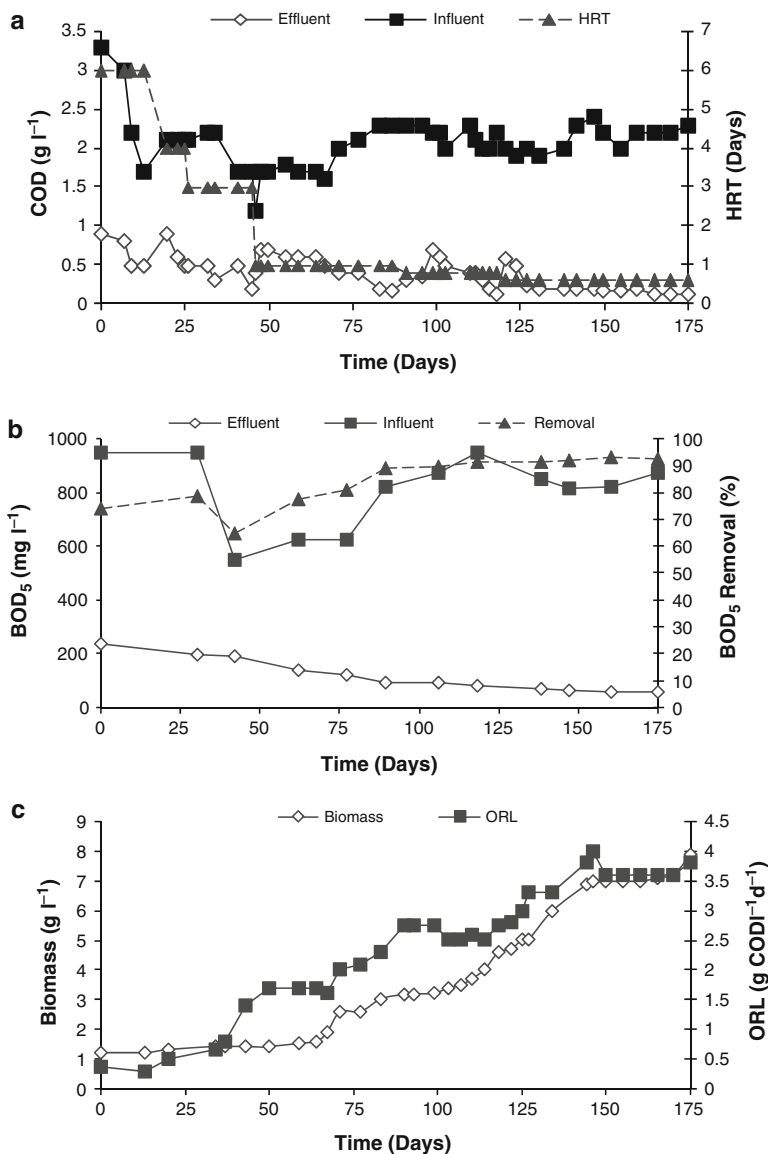 a
Effluent Influent HRT
3.5
3
2.5
2
1.5
1
0.5
0
COD (g l⁻¹)
7
6
5
4
3
2
1
0
HRT (Days)
0 25 50 75 100 125 150 175
Time (Days)
b
Effluent Influent Removal
1000
800
600
400
200
0
BOD₅ (mg l⁻¹)
100
90
80
70
60
50
40
30
20
10
0
BOD₅ Removal (%)
0 25 50 75 100 125 150 175
Time (Days)
c
Biomass ORL
9
8
7
6
5
4
3
2
1
0
Biomass (g l⁻¹)
4.5
4
3.5
3
2.5
2
1.5
1
0.5
0
ORL (g CODl⁻¹d⁻¹)
0 25 50 75 100 125 150 175
Time (Days)